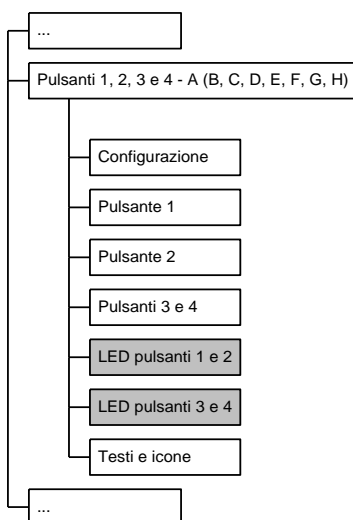 ...
Pulsanti 1, 2, 3 e 4 - A (B, C, D, E, F, G, H)
Configurazione
Pulsante 1
Pulsante 2
Pulsanti 3 e 4
LED pulsanti 1 e 2
LED pulsanti 3 e 4
Testi e icone
...